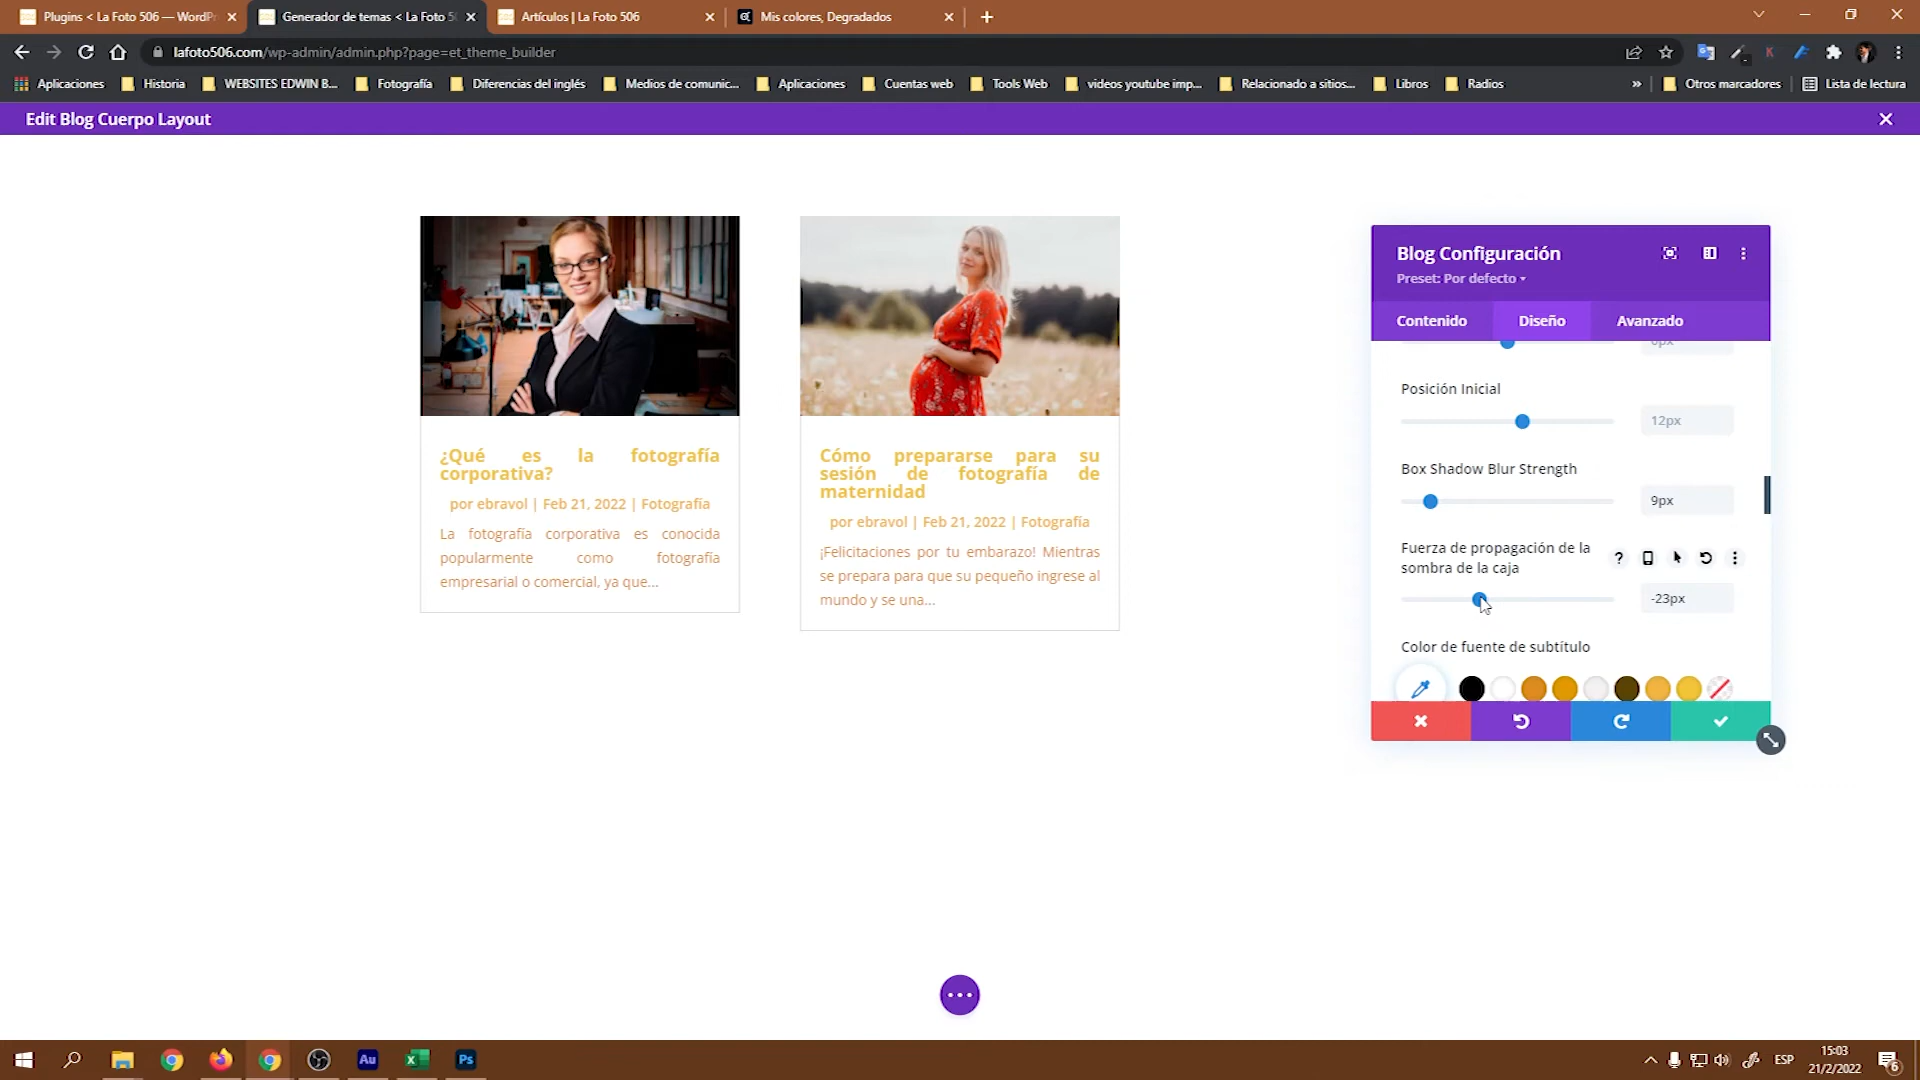 Plugins < La Foto 506 — WordPr
Generador de temas < La Foto 50
Artículos | La Foto 506
Mis colores, Degradados
lafoto506.com/wp-admin/admin.php?page=et_theme_builder
Aplicaciones
Historia
WEBSITES EDWIN B...
Fotografía
Diferencias del inglés
Medios de comunic...
Aplicaciones
Cuentas web
Tools Web
videos youtube imp...
Relacionado a sitios...
Libros
Radios
»
Otros marcadores
Lista de lectura
Edit Blog Cuerpo Layout
¿Qué es la fotografía
corporativa?
por ebravol | Feb 21, 2022 | Fotografía
La fotografía corporativa es conocida
popularmente como fotografía
empresarial o comercial, ya que...
Cómo prepararse para su
sesión de fotografía de
maternidad
por ebravol | Feb 21, 2022 | Fotografía
¡Felicitaciones por tu embarazo! Mientras
se prepara para que su pequeño ingrese al
mundo y se una...
Blog Configuración
Preset: Por defecto
Contenido
Diseño
Avanzado
0px
Posición Inicial
12px
Box Shadow Blur Strength
9px
Fuerza de propagación de la
sombra de la caja
?
-23px
Color de fuente de subtítulo
Au
Ps
ESP
15:03
21/2/2022
6